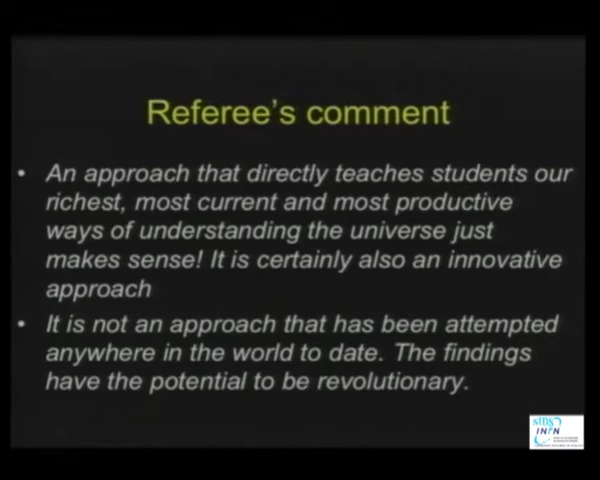 Referee's comment
• An approach that directly teaches students our
richest, most current and most productive
ways of understanding the universe just
makes sense! It is certainly also an innovative
approach
• It is not an approach that has been attempted
anywhere in the world to date. The findings
have the potential to be revolutionary.
INFN